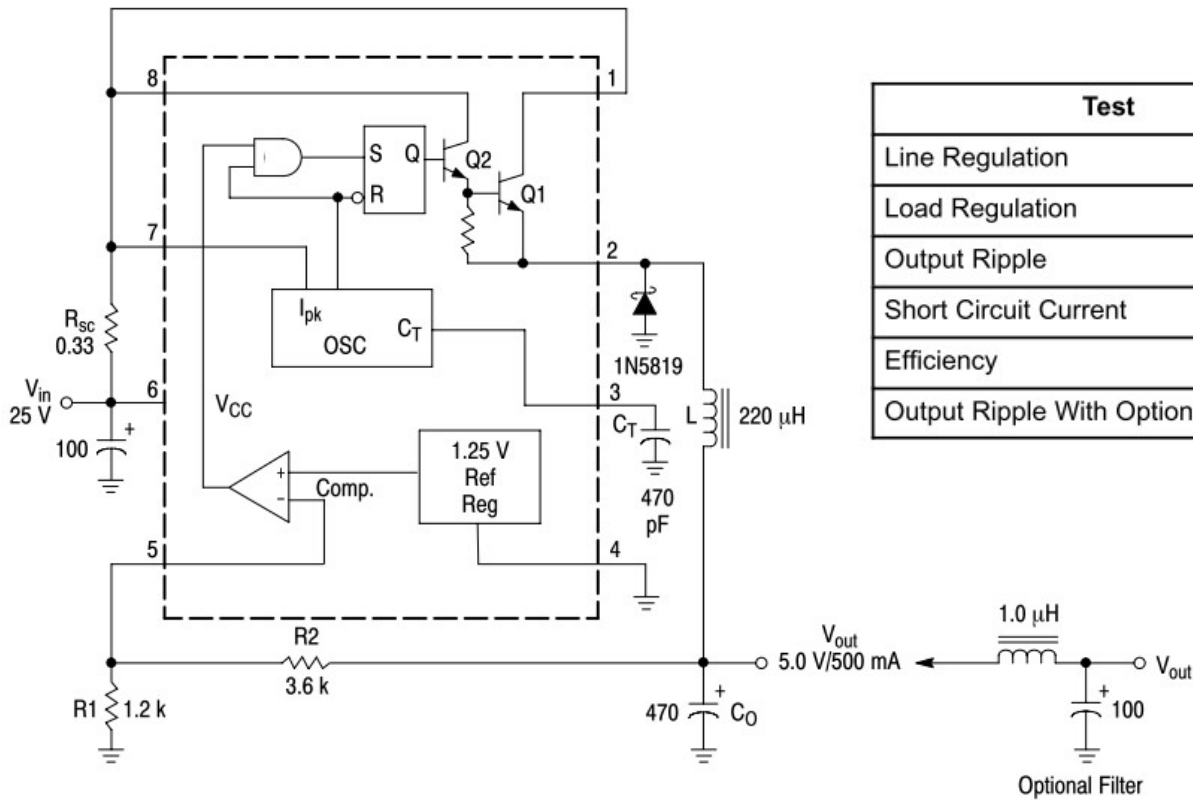 8
1
S
Q
R
Q2
Q1
7
2
Ipk
CT
OSC
Rsc
0.33
1N5819
Vin
25 V
6
VCC
3
CT
L
220 μH
100
+
1.25 V
Ref
Reg
+
−
Comp.
470
pF
5
4
R2
3.6 k
R1
1.2 k
Vout
5.0 V/500 mA
470
+
CO
1.0 μH
Vout
+
100
Optional Filter
Test
Line Regulation
Load Regulation
Output Ripple
Short Circuit Current
Efficiency
Output Ripple With Option